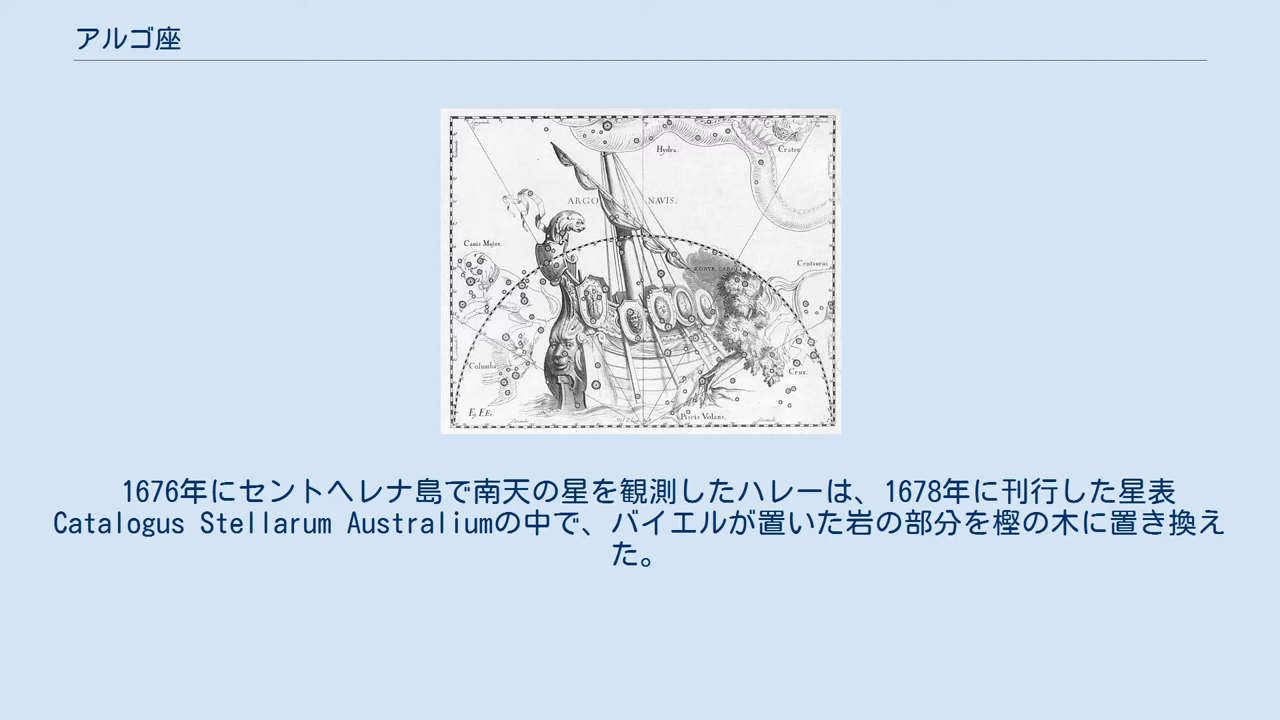 アルゴ座
Hydra.
Crater
ARGO NAVIS.
Canis Major.
ROBVR CAROLI
Centaurus.
Columba
Crux.
Fig EE.
Piscis Volans.
1676年にセントヘレナ島で南天の星を観測したハレーは、1678年に刊行した星表
Catalogus Stellarum Australiumの中で、バイエルが置いた岩の部分を樫の木に置き換え
た。